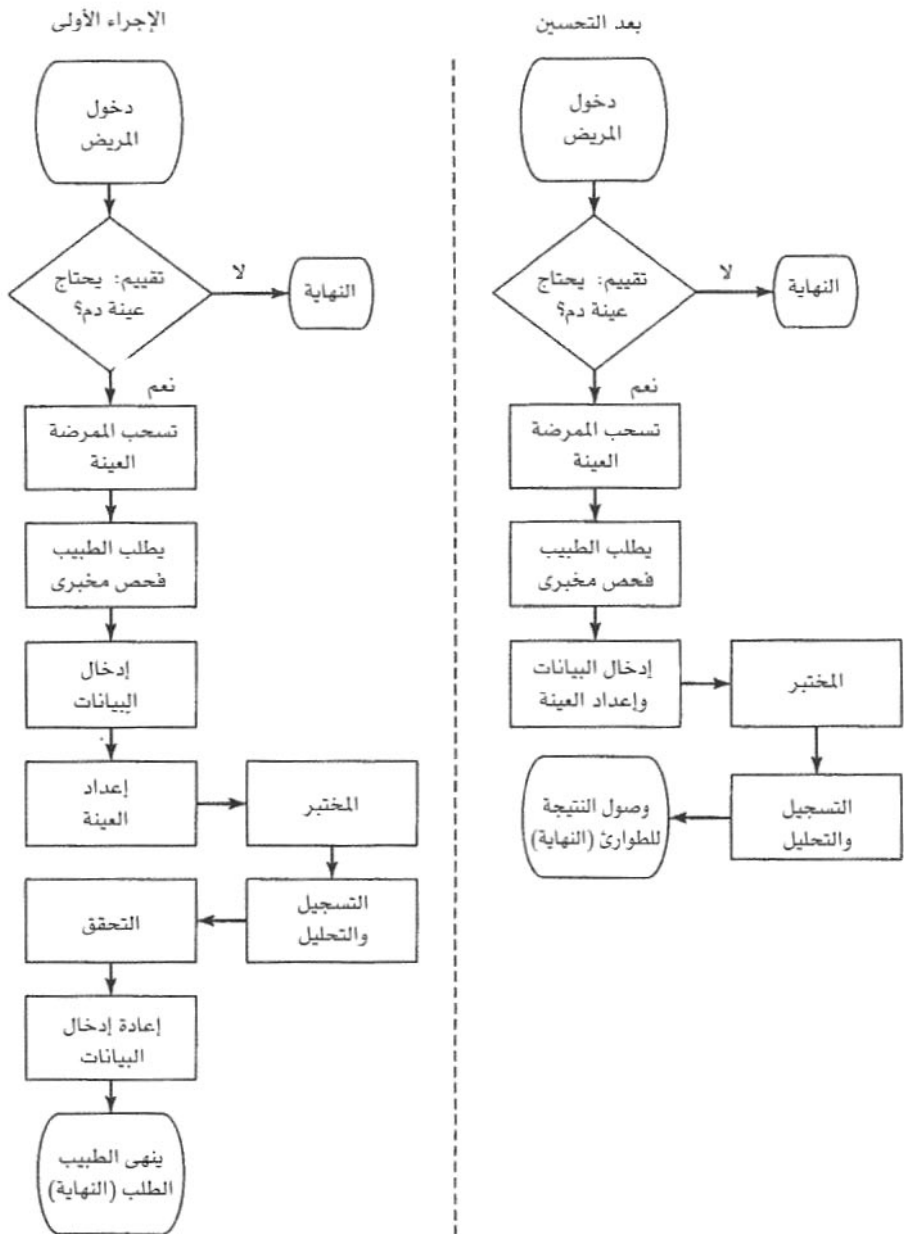 الإجراء الأولى
دخول
المريض
تقييم: يحتاج
عينة دم؟
لا
النهاية
نعم
تسحب الممرضة
العينة
يطلب الطبيب
فحص مخبرى
إدخال
البيانات
إعداد
العينة
المختبر
التسجيل
والتحليل
التحقق
إعادة إدخال
البيانات
ينهى الطبيب
الطلب (النهاية)
بعد التحسين
دخول
المريض
تقييم: يحتاج
عينة دم؟
لا
النهاية
نعم
تسحب الممرضة
العينة
يطلب الطبيب
فحص مخبرى
إدخال البيانات
وإعداد العينة
المختبر
التسجيل
والتحليل
وصول النتيجة
للطوارئ (النهاية)